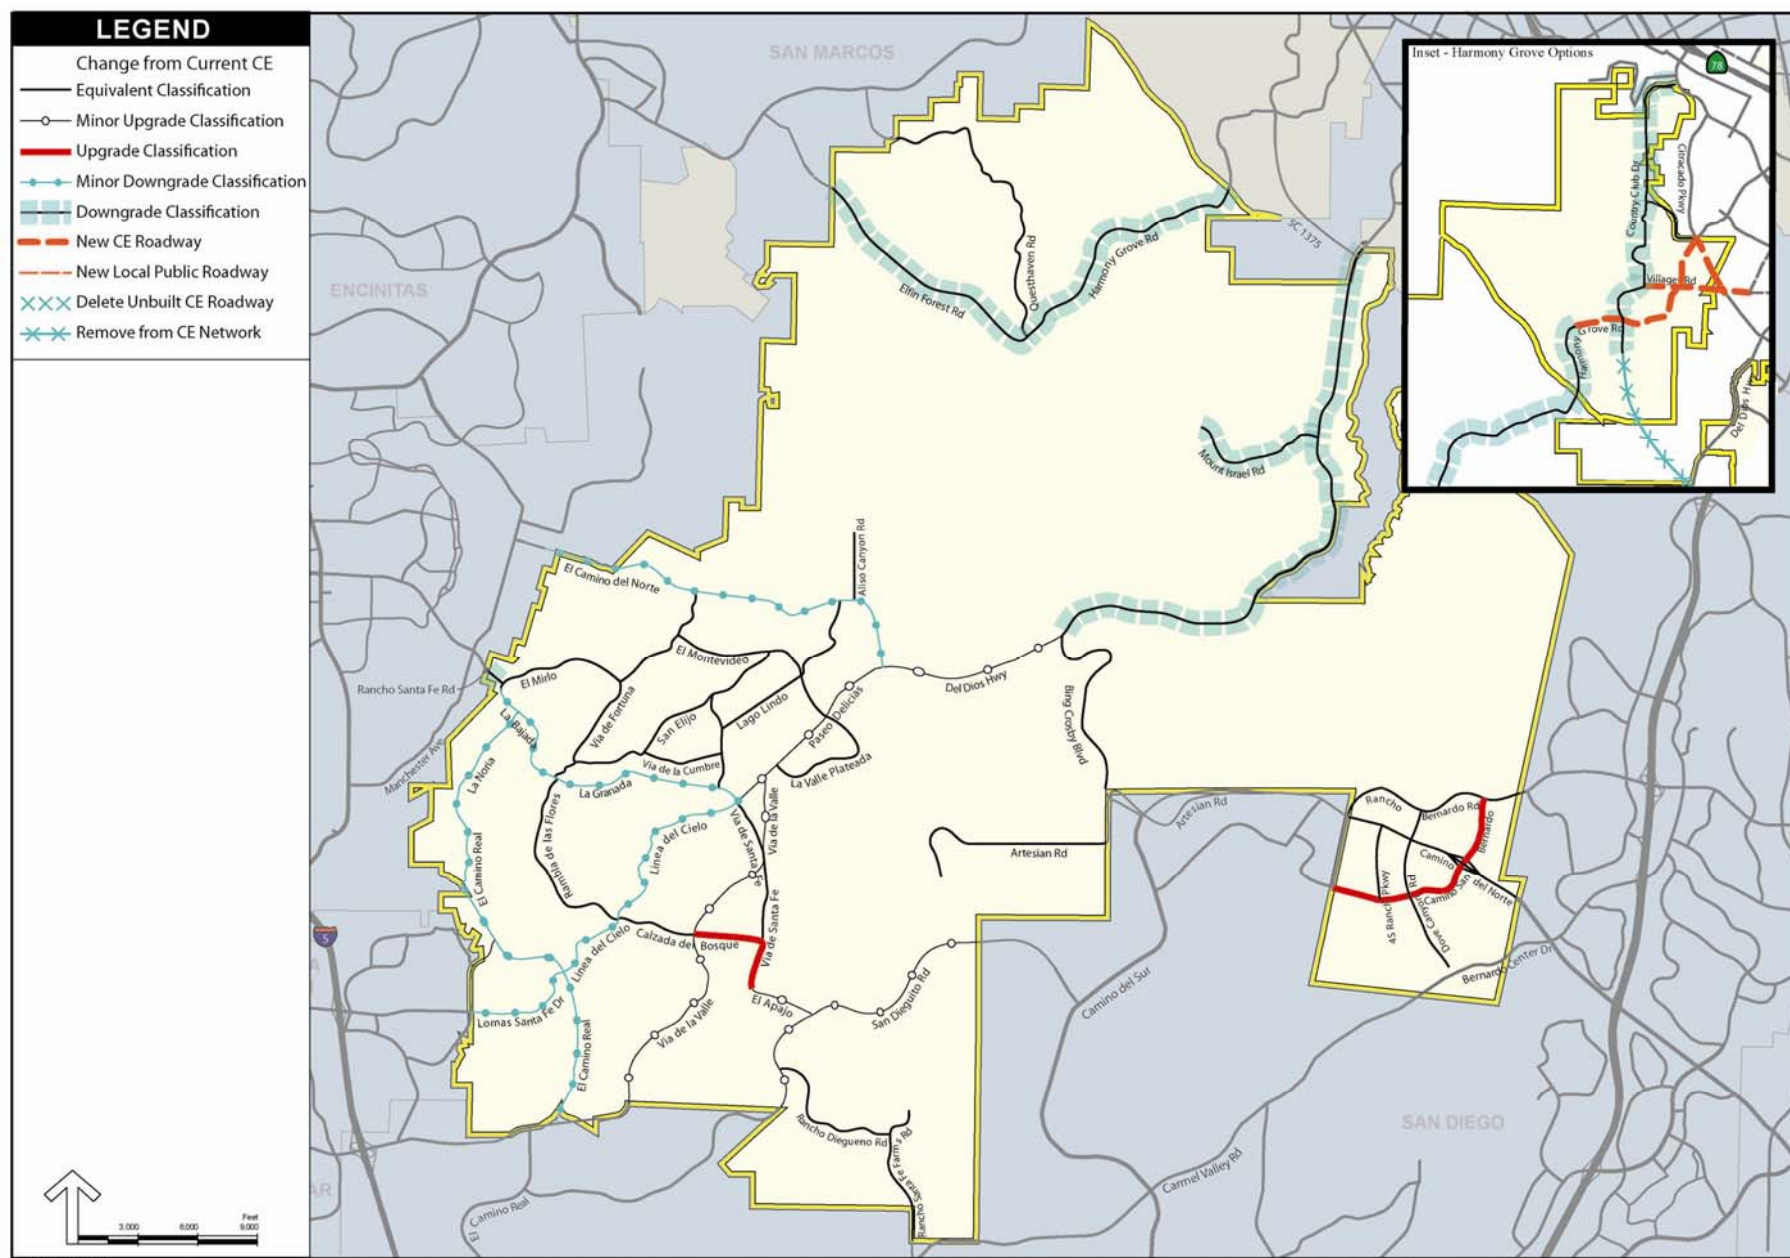 LEGEND
Change from Current CE
Equivalent Classification
Minor Upgrade Classification
Upgrade Classification
Minor Downgrade Classification
Downgrade Classification
New CE Roadway
New Local Public Roadway
Delete Unbuilt CE Roadway
Remove from CE Network
SAN MARCOS
ENCINITAS
Inset - Harmony Grove Options
78
Country Club Dr
Citracado Pkwy
Village Rd
Harmony Grove Rd
SC 1375
Questhaven Rd
Harmony Grove Rd
Elfin Forest Rd
Mount Israel Rd
Aliso Canyon Rd
El Camino del Norte
El Montevideo
El Mirlo
Rancho Santa Fe Rd
Via de Fortuna
San Elijo
Lago Lindo
Paseo Delicias
Del Dios Hwy
La Bajada
Bing Crosby Blvd
Manchester Ave
La Noria
Via de la Cumbre
La Valle Plateada
La Granada
Artesian Rd
Rancho
Bernardo Rd
Bernardo
Rambla de las Flores
Linea del Cielo
Via de la Valle
Via de Santa Fe
El Camino Real
Artesian Rd
Camino
del Norte
Camino San
4S Ranch Pkwy
Dove Canyon Rd
Bernardo Center Dr
Calzada del Bosque
Via de Santa Fe
Linea del Cielo
5
San Dieguito Rd
Camino del Sur
El Apajo
Lomas Santa Fe Dr
Via de la Valle
El Camino Real
Rancho Diegueno Rd
Rancho Santa Fe Farms Rd
SAN DIEGO
Carmel Valley Rd
El Camino Real
AR
Feet
3,000
6,000
9,000